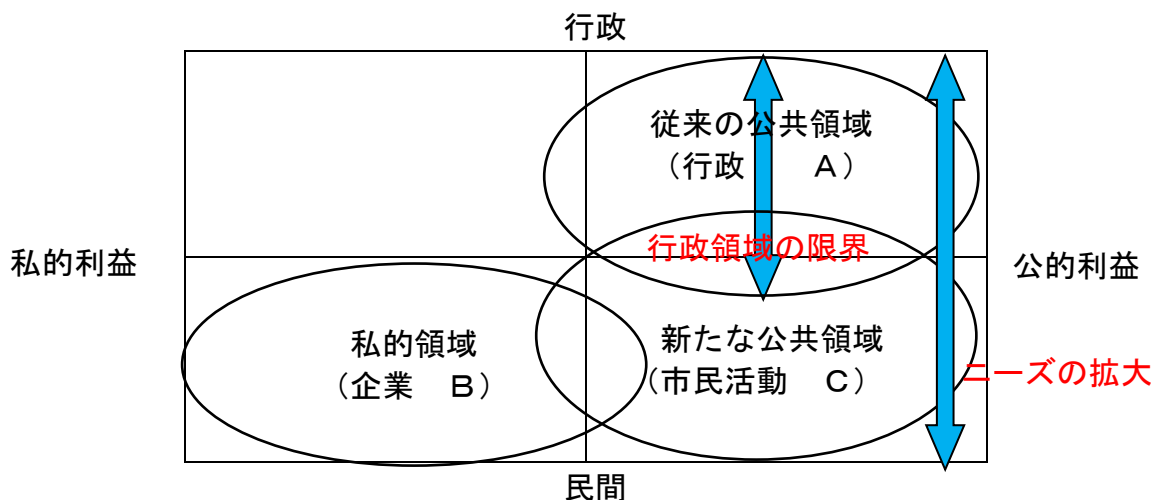 行政
従来の公共領域
（行政　　Ａ）
行政領域の限界
私的利益
公的利益
私的領域
（企業　Ｂ）
新たな公共領域
（市民活動　Ｃ）
ニーズの拡大
民間